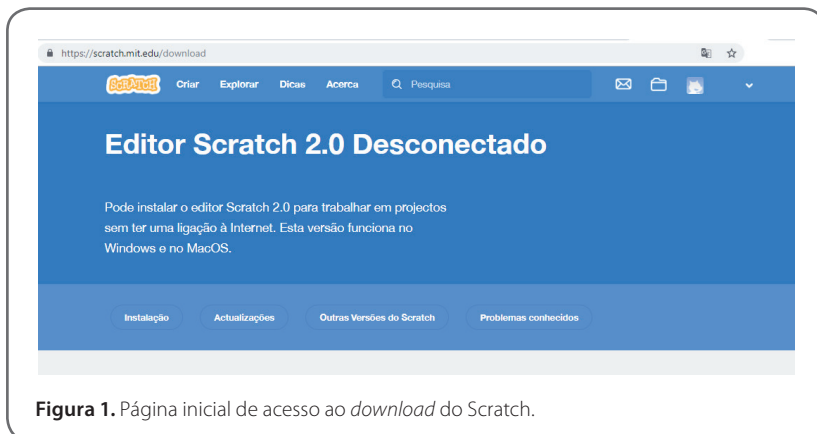 https://scratch.mit.edu/download
SCRATCH Criar Explorar Dicas Acerca Pesquisa
Editor Scratch 2.0 Desconectado
Pode instalar o editor Scratch 2.0 para trabalhar em projectos
sem ter uma ligação à Internet. Esta versão funciona no
Windows e no MacOS.
Instalação Actualizações Outras Versões do Scratch Problemas conhecidos
Figura 1. Página inicial de acesso ao download do Scratch.